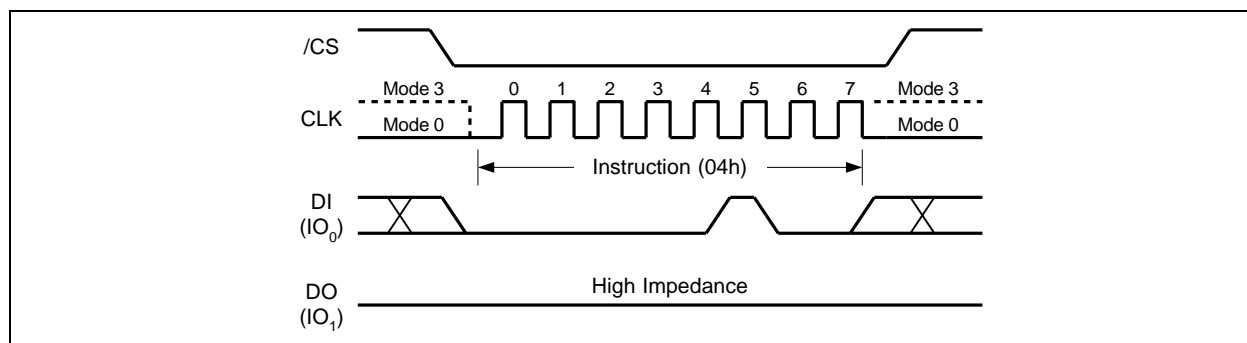 /CS
Mode 3 0 1 2 3 4 5 6 7 Mode 3
CLK
Mode 0 Mode 0
Instruction (04h)
DI
(IO0)
High Impedance
DO
(IO1)